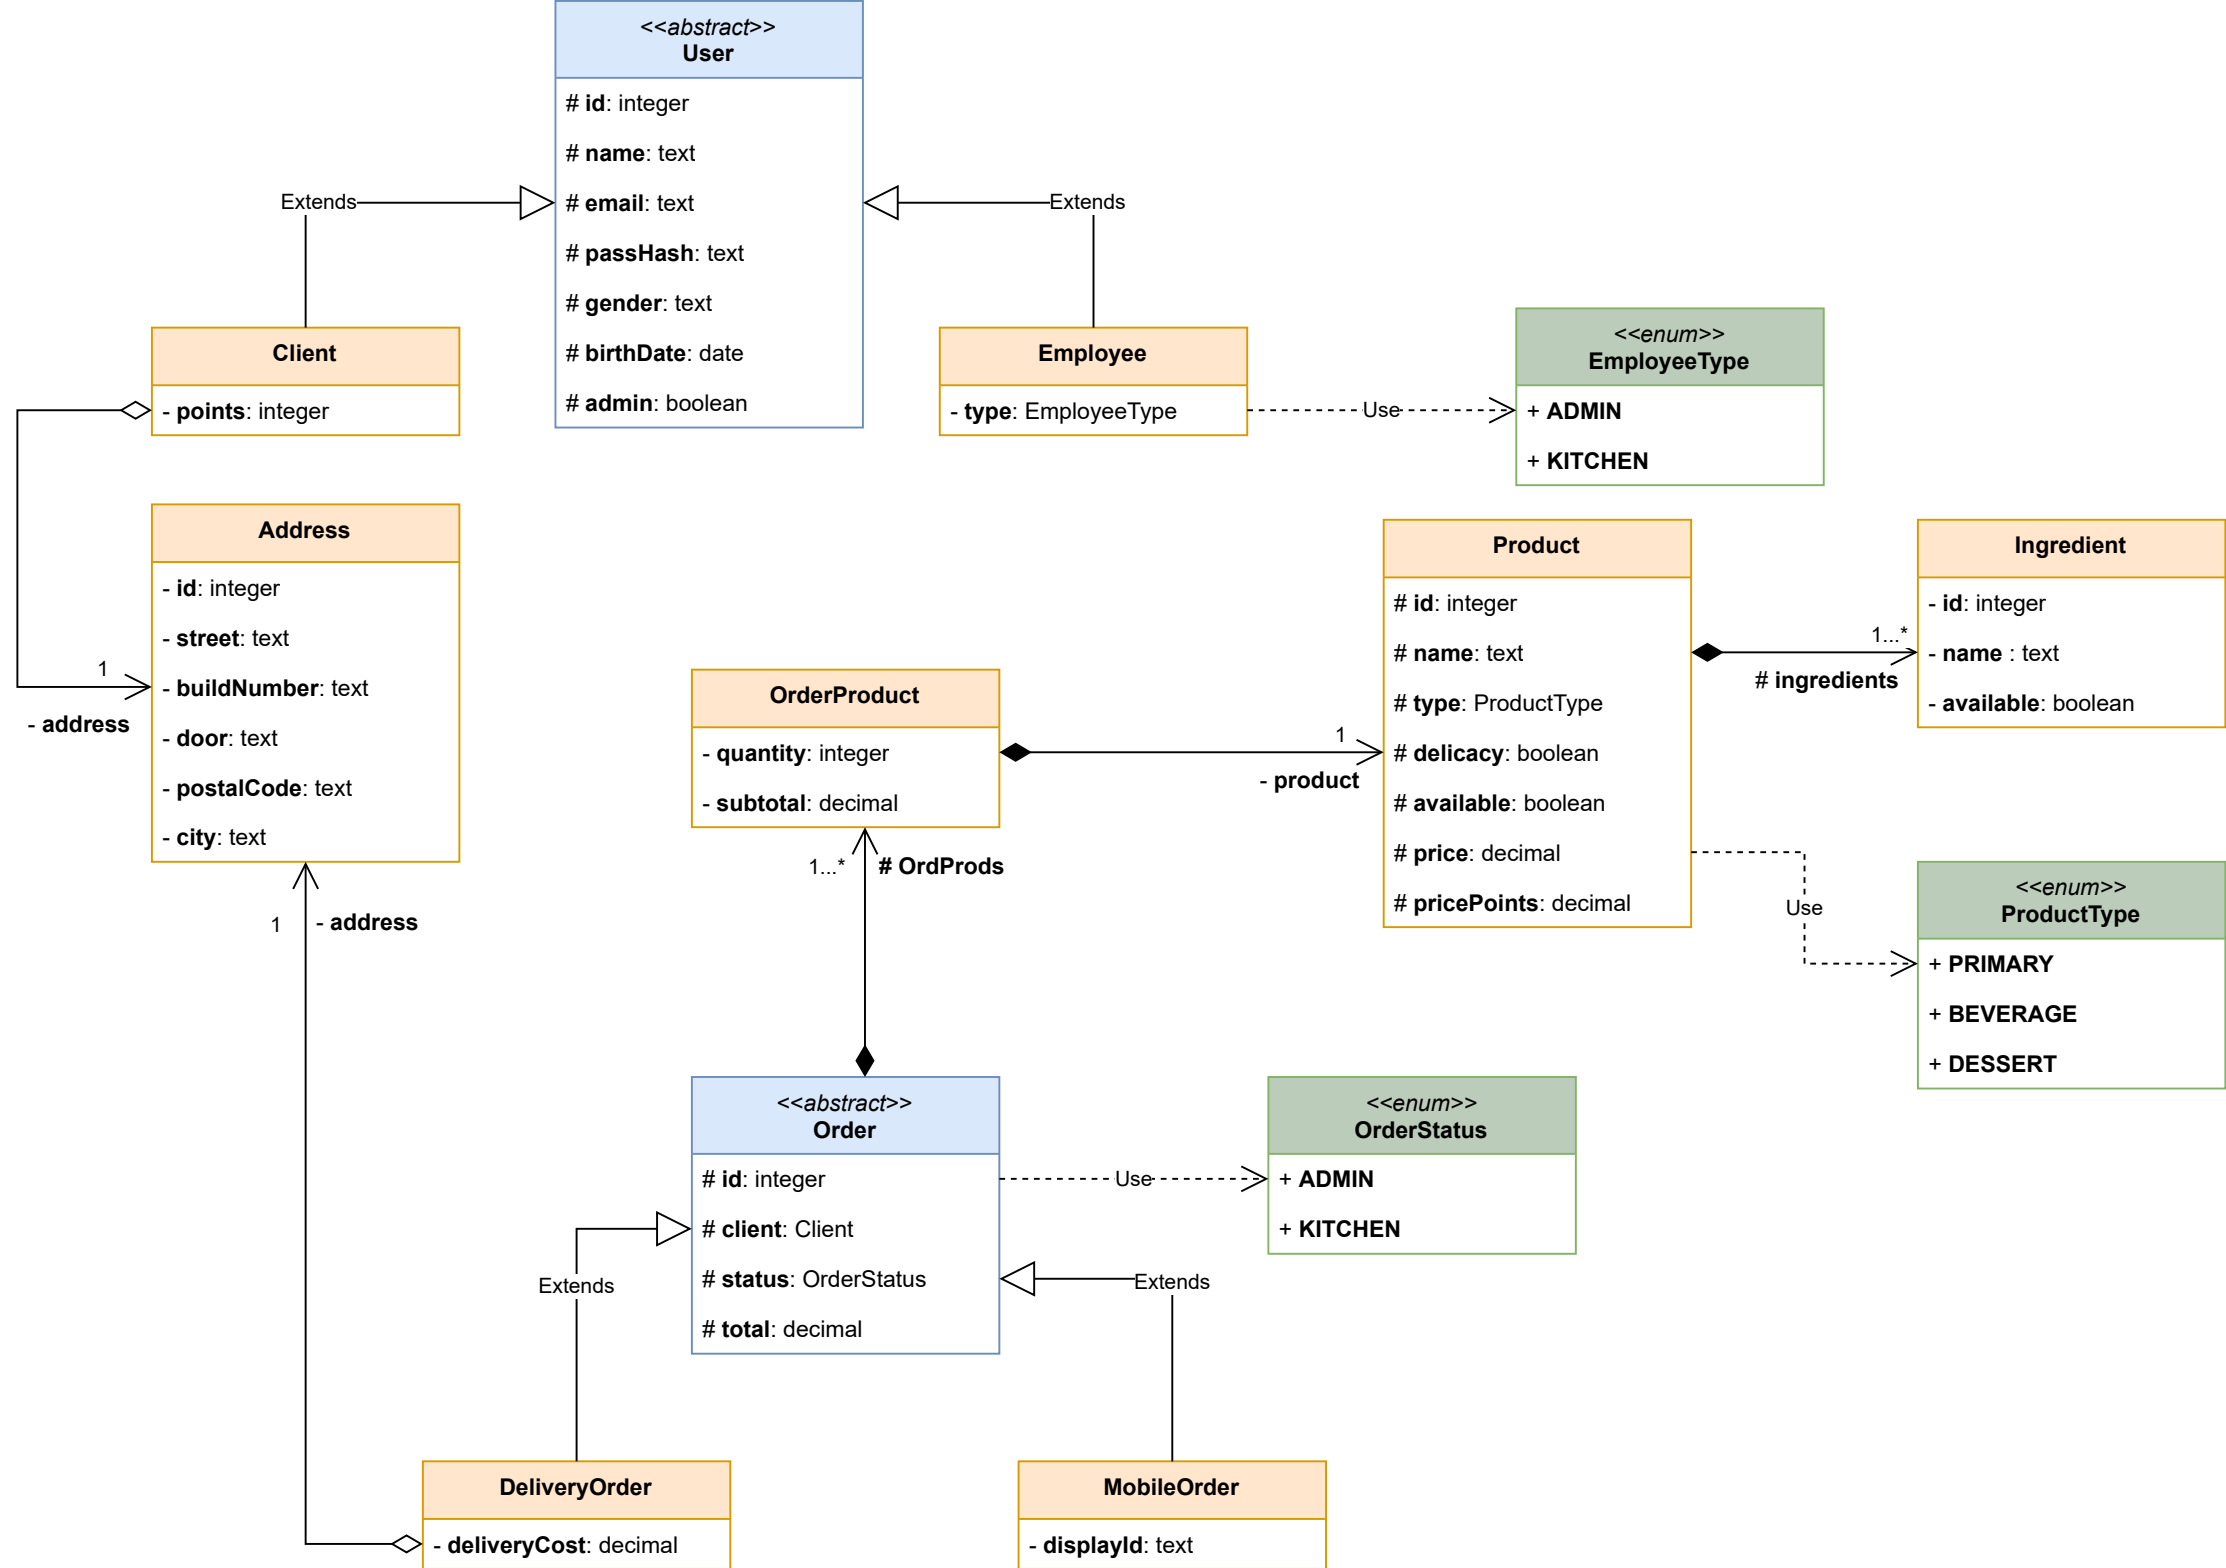 <<abstract>>
User
# id: integer
# name: text
# email: text
# passHash: text
# gender: text
# birthDate: date
# admin: boolean
Extends
Extends
Client
- points: integer
Employee
- type: EmployeeType
Use
<<enum>>
EmployeeType
+ ADMIN
+ KITCHEN
Address
- id: integer
- street: text
- buildNumber: text
- door: text
- postalCode: text
- city: text
1
- address
1
- address
OrderProduct
- quantity: integer
- subtotal: decimal
1
- product
1...*
# OrdProds
Product
# id: integer
# name: text
# type: ProductType
# delicacy: boolean
# available: boolean
# price: decimal
# pricePoints: decimal
1...*
# ingredients
Ingredient
- id: integer
- name : text
- available: boolean
Use
<<enum>>
ProductType
+ PRIMARY
+ BEVERAGE
+ DESSERT
<<abstract>>
Order
# id: integer
# client: Client
# status: OrderStatus
# total: decimal
Use
<<enum>>
OrderStatus
+ ADMIN
+ KITCHEN
Extends
Extends
DeliveryOrder
- deliveryCost: decimal
MobileOrder
- displayId: text